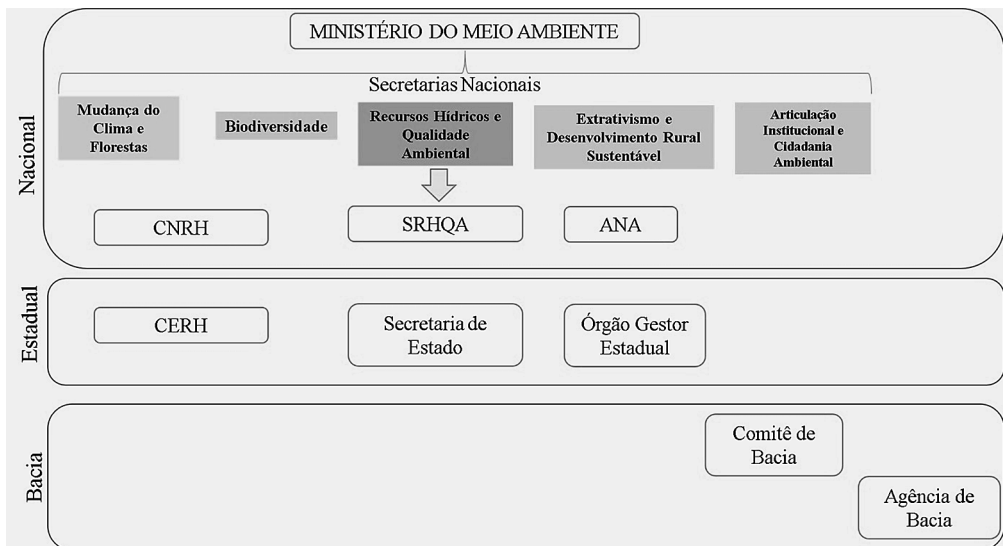 MINISTÉRIO DO MEIO AMBIENTE
Secretarias Nacionais
Nacional
Mudança do
Clima e
Florestas
Biodiversidade
Recursos Hídricos e
Qualidade
Ambiental
Extrativismo e
Desenvolvimento Rural
Sustentável
Articulação
Institucional e
Cidadania
Ambiental
CNRH
SRHQA
ANA
Estadual
CERH
Secretaria de
Estado
Órgão Gestor
Estadual
Bacia
Comitê de
Bacia
Agência de
Bacia